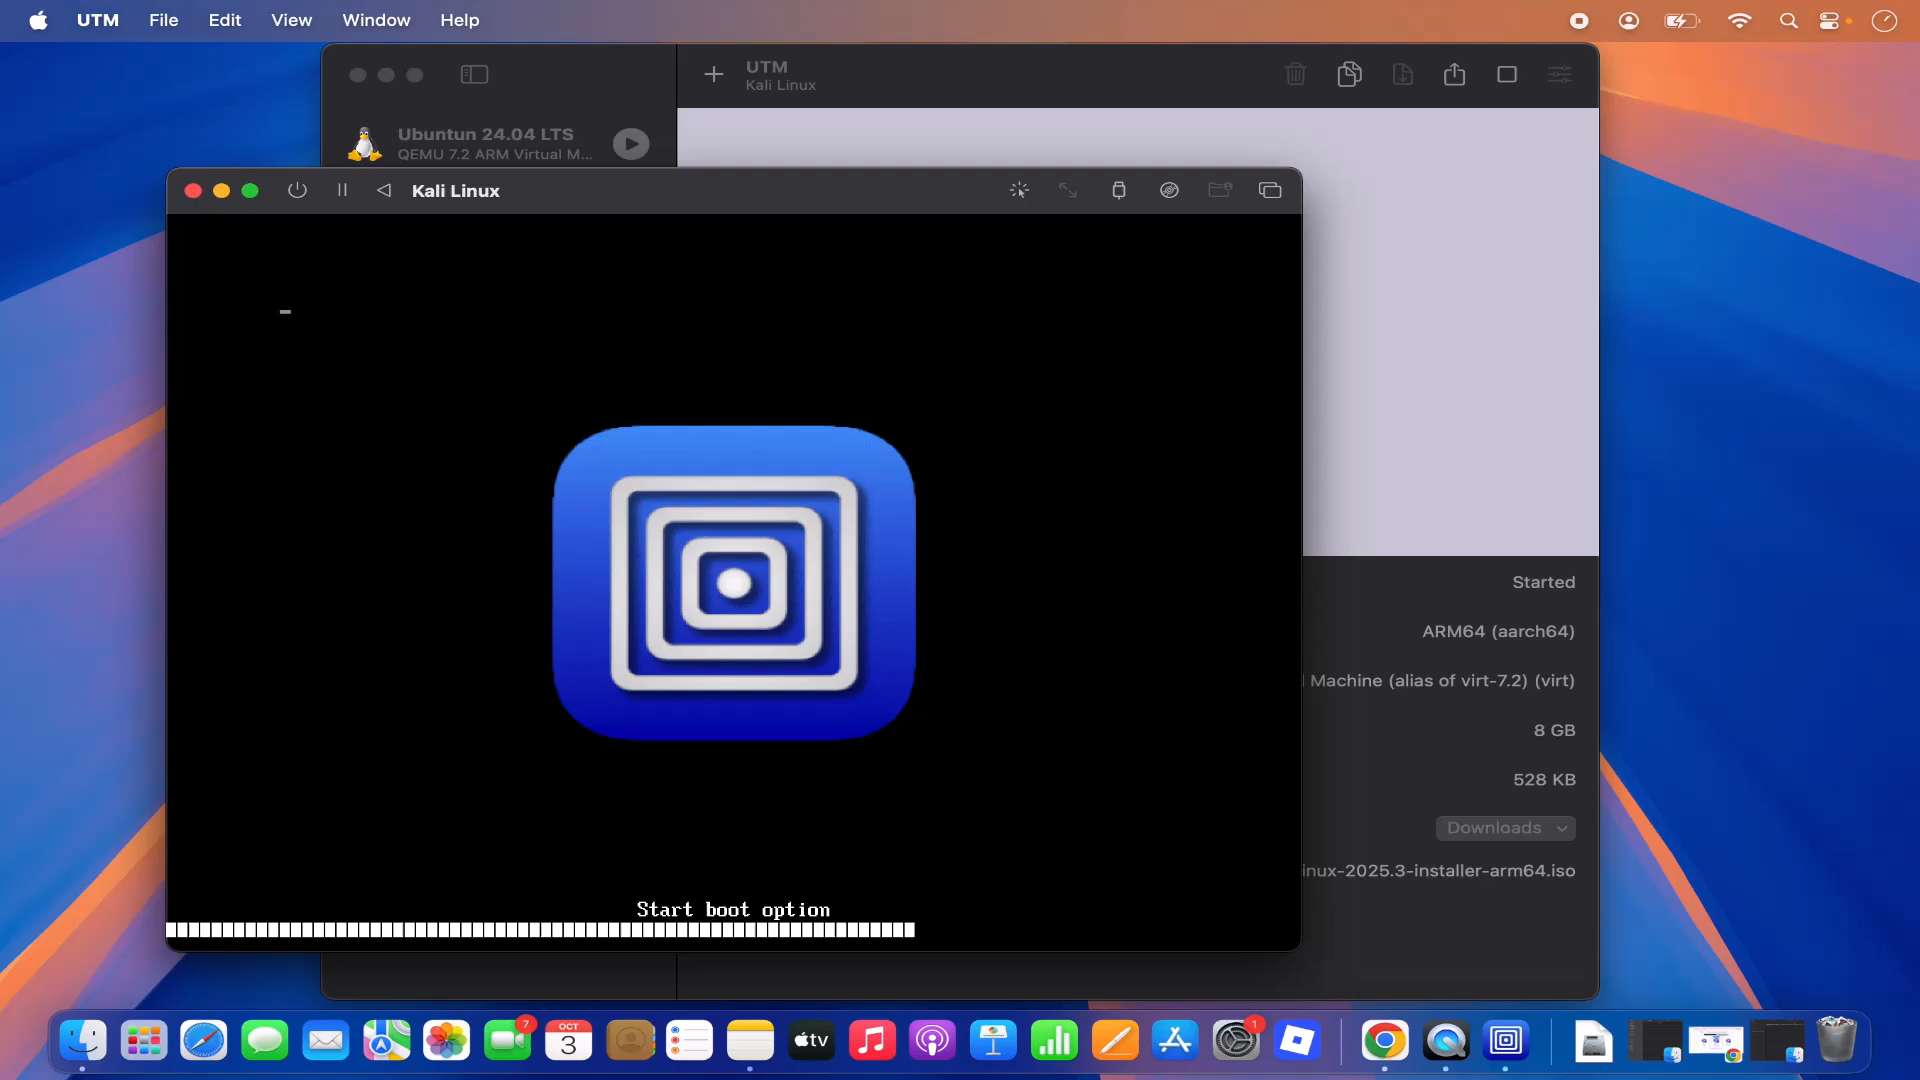 UTM File Edit View Window Help
UTM
Kali Linux
Ubuntun 24.04 LTS
QEMU 7.2 ARM Virtual M...
Kali Linux
Started
ARM64 (aarch64)
Machine (alias of virt-7.2) (virt)
8 GB
528 KB
Downloads
inux-2025.3-installer-arm64.iso
Start boot option
7
OCT
3
tv
1